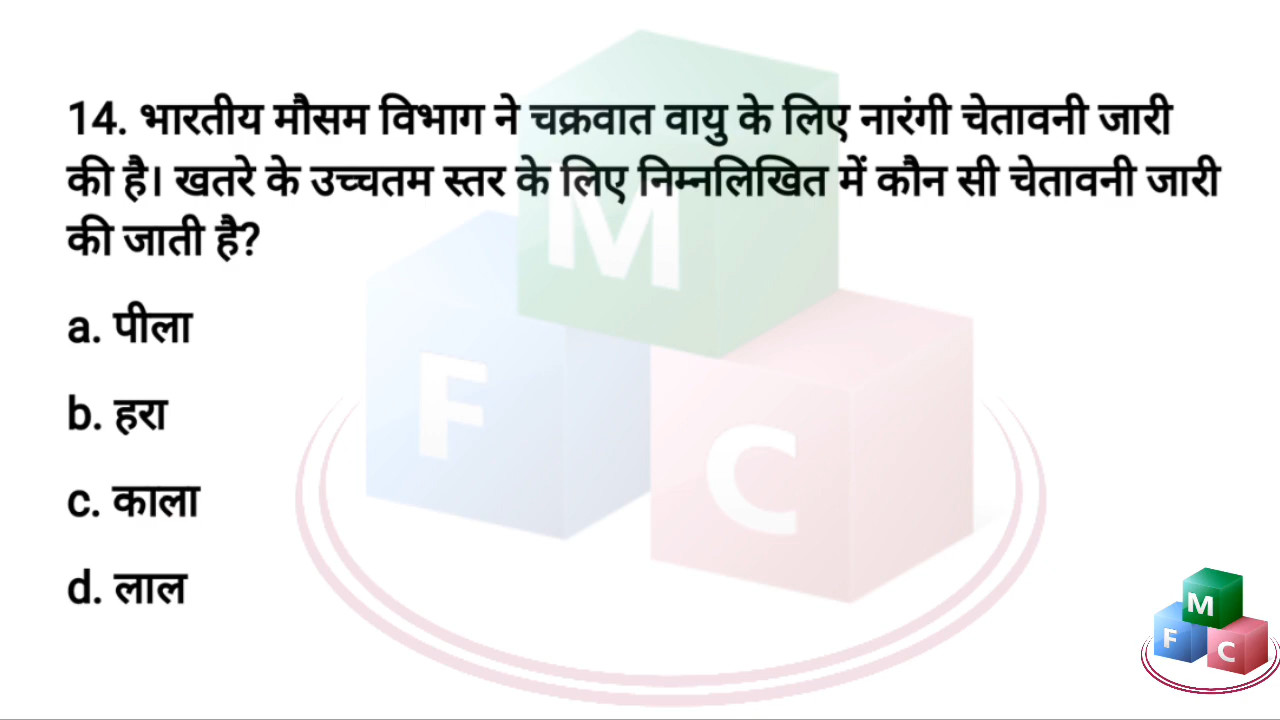 14. भारतीय मौसम विभाग ने चक्रवात वायु के लिए नारंगी चेतावनी जारी
की है। खतरे के उच्चतम स्तर के लिए निम्नलिखित में कौन सी चेतावनी जारी
की जाती है?
a. पीला
b. हरा
c. काला
d. लाल
M
F
C
M
F
C